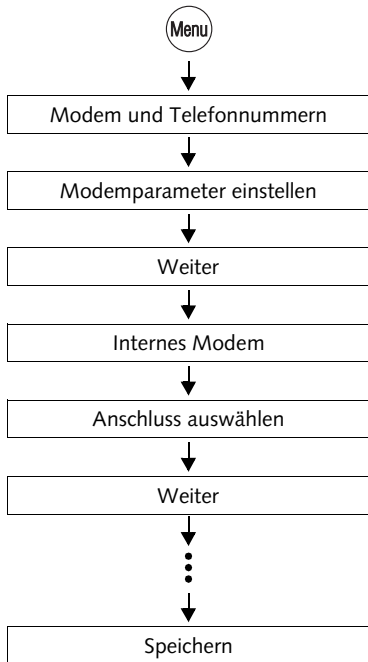 Menu
Modem und Telefonnummern
Modemparameter einstellen
Weiter
Internes Modem
Anschluss auswählen
Weiter
Speichern